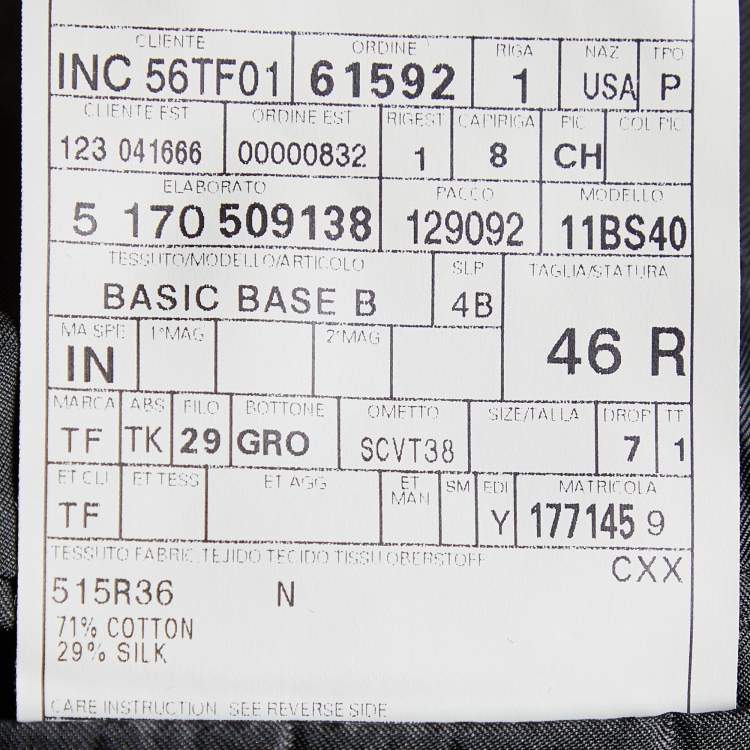 CLIENTE ORDINE RIGA NAZ TPO
INC 56TF01 61592 1 USA P
CLIENTE EST ORDINE EST RIGEST CAPIRIGA PIC COL PIC
123 041666 00000832 1 8 CH
ELABORATO PACCO MODELLO
5 170 509138 129092 11BS40
TESSUTO/MODELLO/ARTICOLO SLP TAGLIA/STATURA
BASIC BASE B 4B 46 R
MA SPE 1°MAG 2°MAG
IN
MARCA ABS FILO BOTTONE OMETTO SIZE/TALLA DROP TT
TF TK 29 GRO SCVT38 7 1
ET CLI ET TESS ET AGG ET MAN SM EDI MATRICOLA
TF Y 177145 9
TESSUTO FABRIC TEJIDO TECIDO TISSU OBERSTOFF CXX
515R36 N
71% COTTON
29% SILK
CARE INSTRUCTION SEE REVERSE SIDE